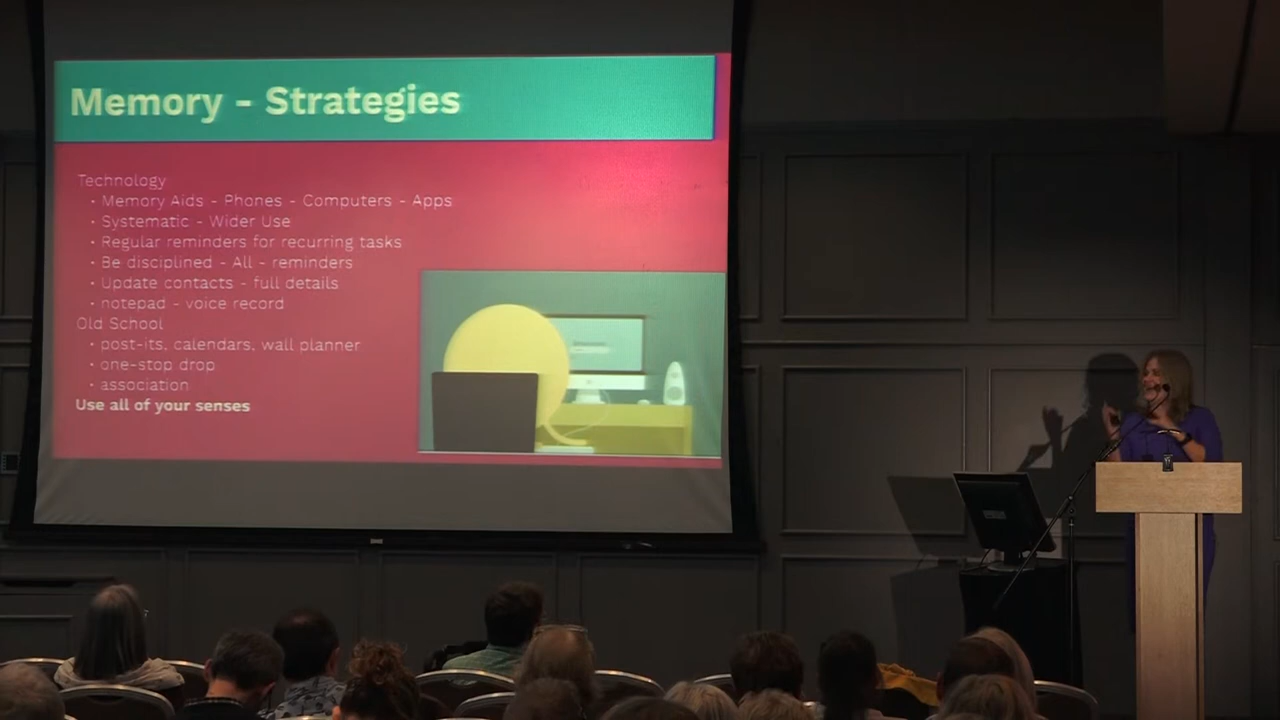 Memory - Strategies
Technology
• Memory Aids - Phones - Computers - Apps
• Systematic - Wider Use
• Regular reminders for recurring tasks
• Be disciplined - All - reminders
• Update contacts - full details
• notepad - voice record
Old School
• post-its, calendars, wall planner
• one-stop drop
• association
Use all of your senses